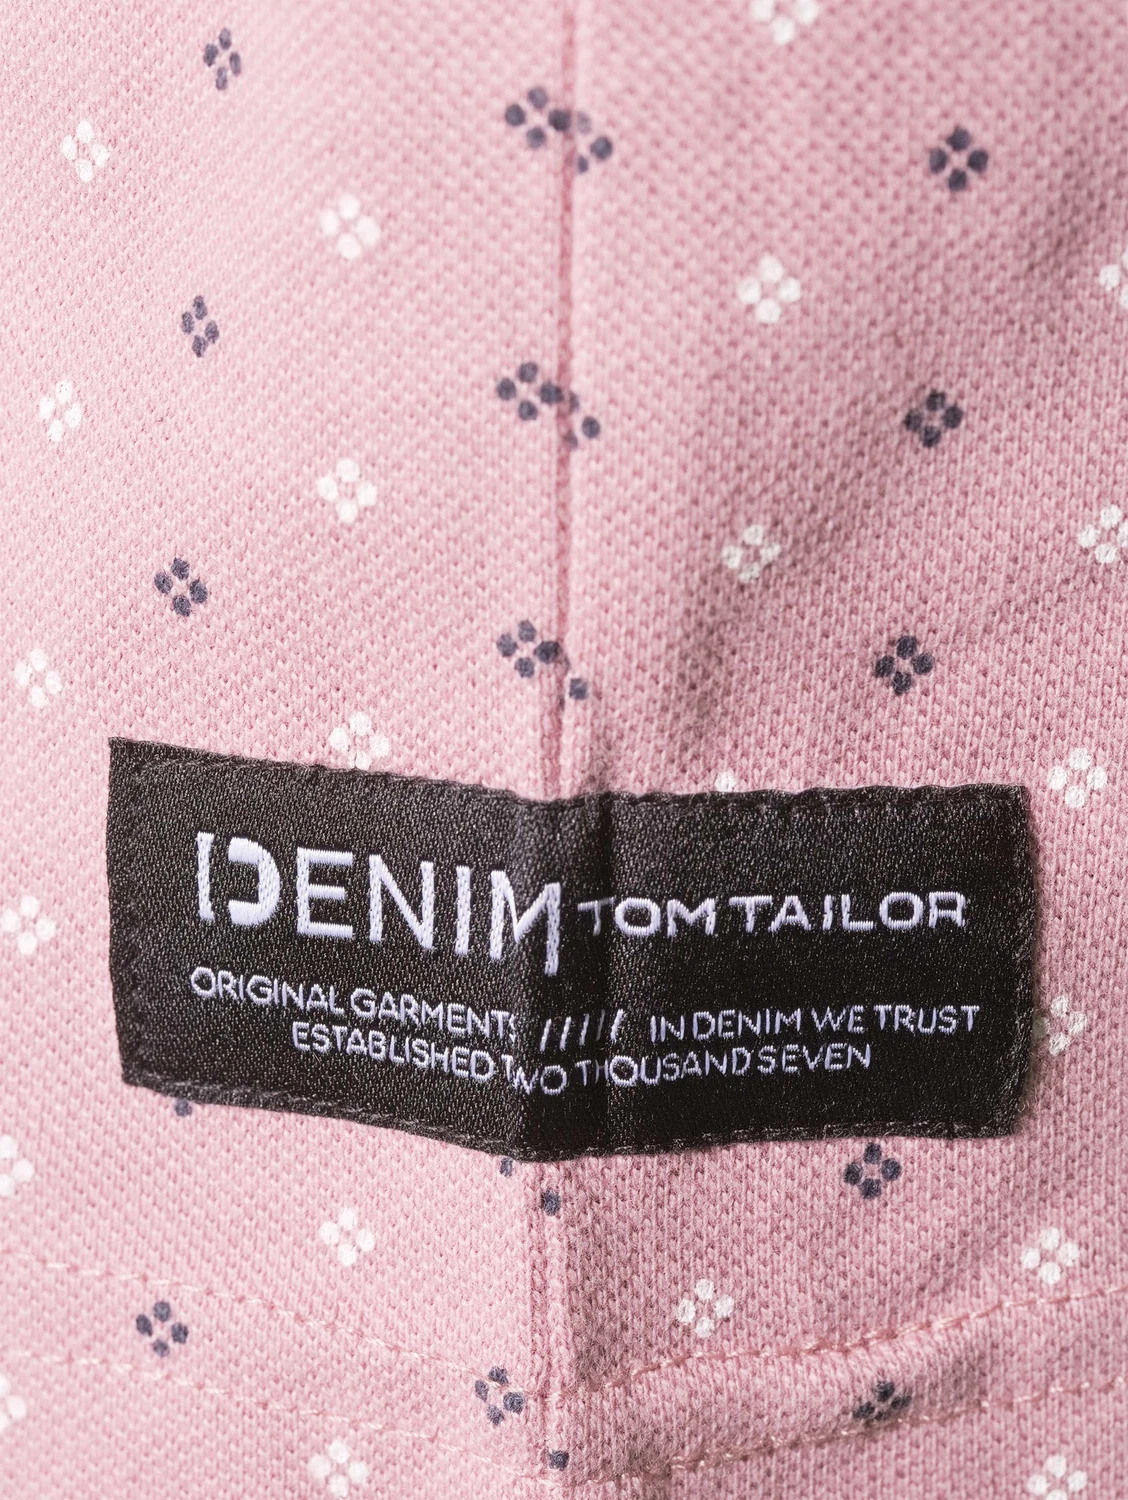 DENIM TOM TAILOR
ORIGINAL GARMENTS ///// IN DENIM WE TRUST
ESTABLISHED TWO THOUSAND SEVEN